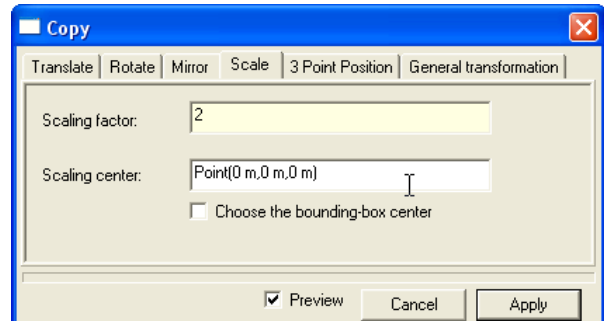 Copy
Translate Rotate Mirror Scale 3 Point Position General transformation
Scaling factor: 2
Scaling center: Point(0 m,0 m,0 m)
Choose the bounding-box center
Preview Cancel Apply